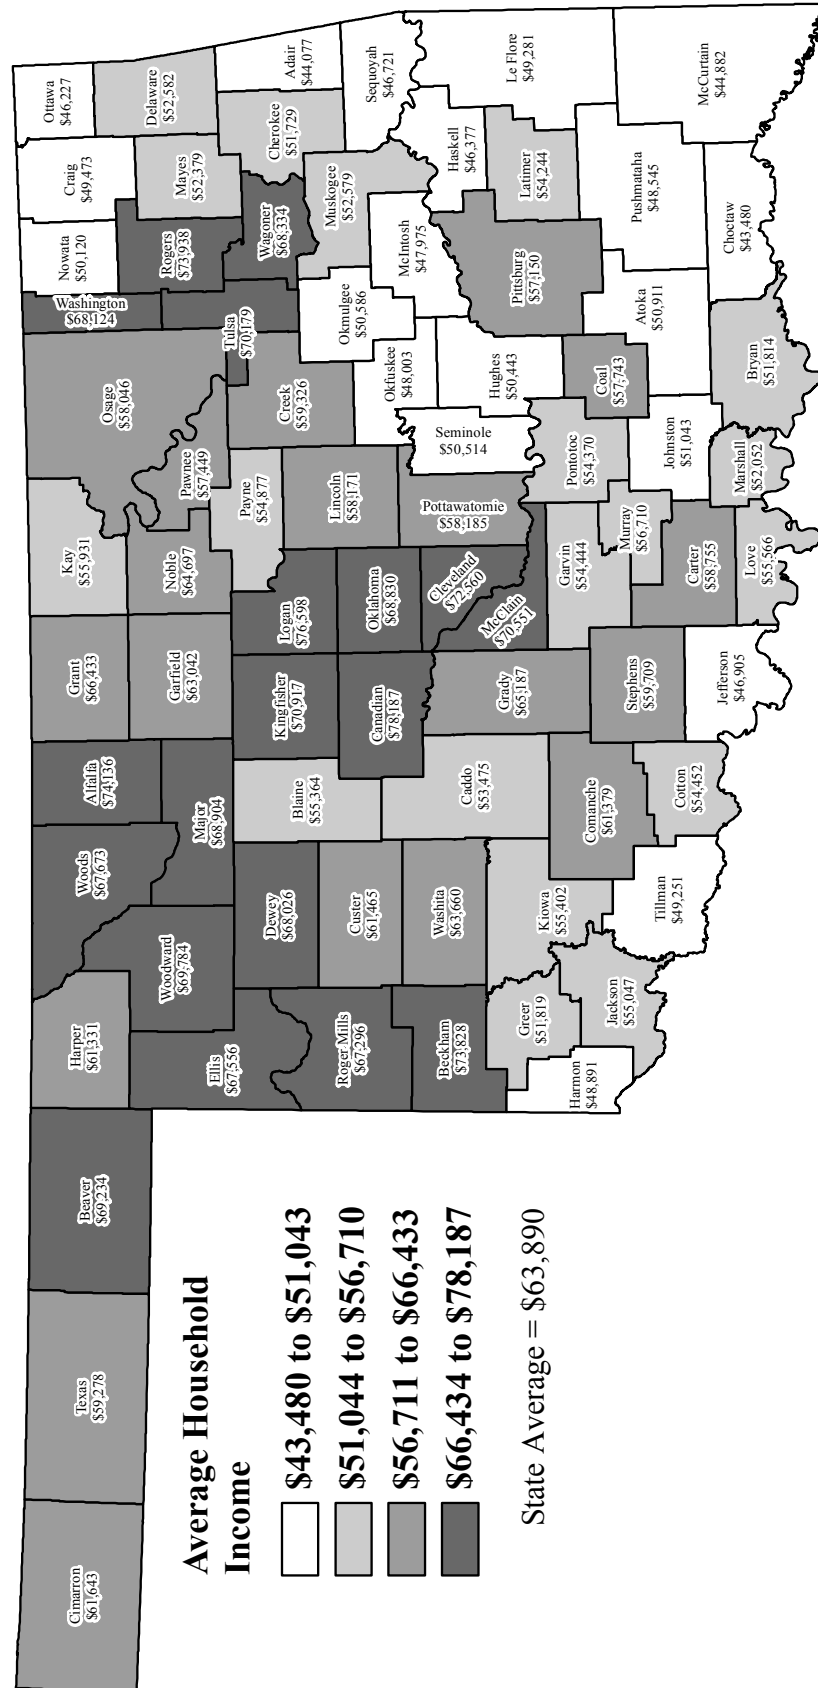 Cimarron
$61,643
Texas
$59,278
Beaver
$69,234
Harper
$61,331
Ellis
$67,556
Woods
$67,673
Woodward
$69,784
Alfalfa
$74,136
Major
$68,904
Grant
$66,433
Garfield
$63,042
Kay
$55,931
Noble
$64,697
Osage
$58,046
Pawnee
$57,449
Washington
$68,124
Nowata
$50,120
Rogers
$73,938
Craig
$49,473
Mayes
$52,379
Ottawa
$46,227
Delaware
$52,582
Roger Mills
$67,296
Dewey
$68,026
Custer
$61,465
Blaine
$55,364
Kingfisher
$70,917
Canadian
$78,187
Logan
$76,598
Oklahoma
$68,830
Payne
$54,877
Lincoln
$58,171
Creek
$59,326
Tulsa
$70,179
Wagoner
$68,334
Okmulgee
$50,586
Muskogee
$52,579
Cherokee
$51,729
Adair
$44,077
Sequoyah
$46,721
Beckham
$73,828
Washita
$63,660
Caddo
$53,475
Grady
$65,187
Cleveland
$72,560
McClain
$70,551
Pottawatomie
$58,185
Seminole
$50,514
Okfuskee
$48,003
Hughes
$50,443
McIntosh
$47,975
Haskell
$46,377
Le Flore
$49,281
Harmon
$48,891
Greer
$51,819
Jackson
$55,047
Kiowa
$55,402
Tillman
$49,251
Comanche
$61,379
Cotton
$54,452
Stephens
$59,709
Jefferson
$46,905
Garvin
$54,444
Murray
$56,710
Carter
$58,755
Love
$55,566
Pontotoc
$54,370
Johnston
$51,043
Marshall
$52,052
Coal
$57,743
Pittsburg
$57,150
Latimer
$54,244
Atoka
$50,911
Bryan
$51,814
Pushmataha
$48,545
Choctaw
$43,480
McCurtain
$44,882
Average Household
Income
$43,480 to $51,043
$51,044 to $56,710
$56,711 to $66,433
$66,434 to $78,187
State Average = $63,890